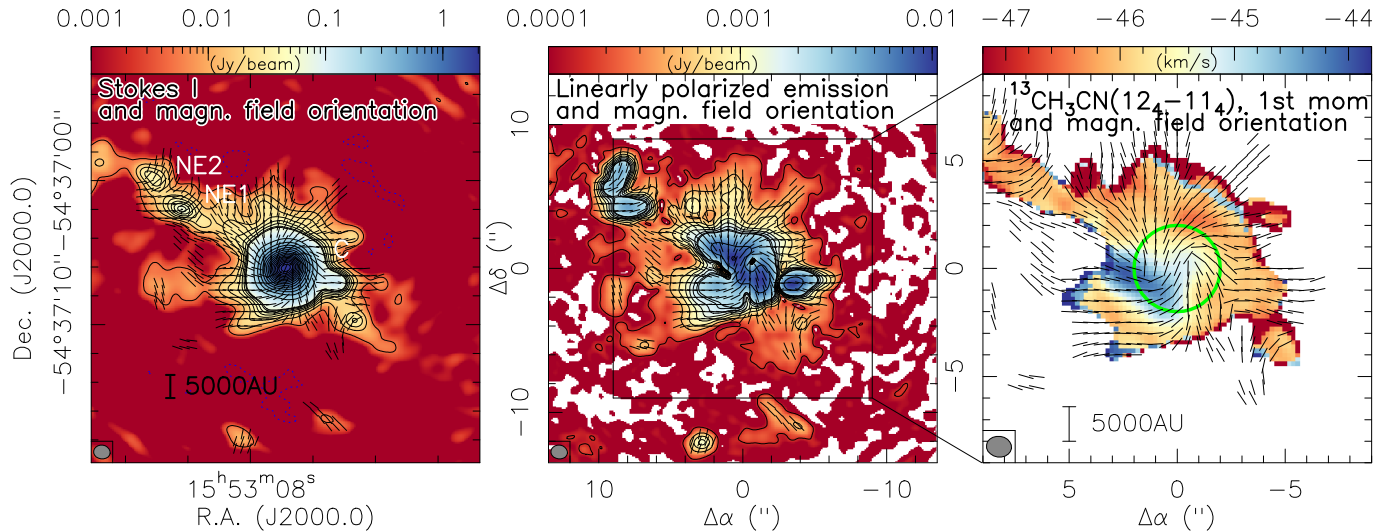 0.001 0.01 0.1 1
(Jy/beam)
Stokes I
and magn. field orientation
NE2
NE1
C
5000AU
Dec. (J2000.0)
−54°37'10'' −54°37'00''
15h53m08s
R.A. (J2000.0)
0.0001 0.001 0.01
(Jy/beam)
Linearly polarized emission
and magn. field orientation
Δδ ('')
10
0
−10
10 0 −10
Δα ('')
−47 −46 −45 −44
(km/s)
¹³CH₃CN(12₄−11₄), 1st mom
and magn. field orientation
5
0
−5
5000AU
5 0 −5
Δα ('')